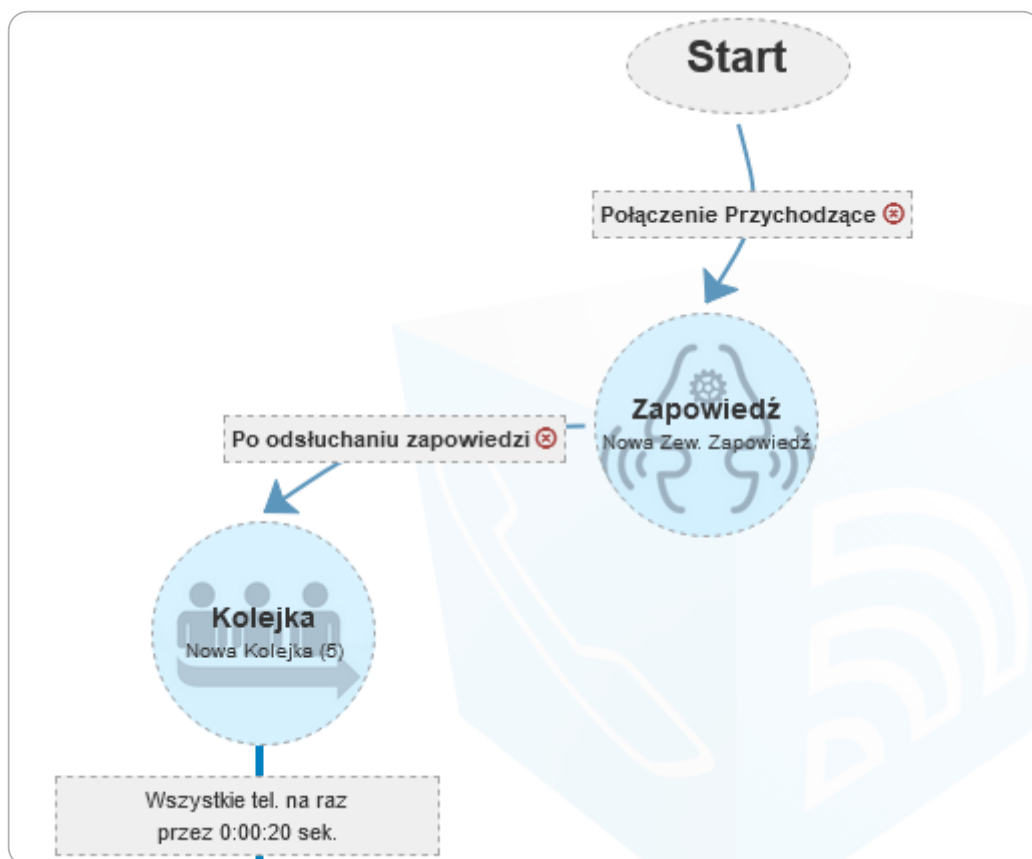 Start
Połączenie Przychodzące
Zapowiedź
Nowa Zew. Zapowiedź
Po odsłuchaniu zapowiedzi
Kolejka
Nowa Kolejka (5)
Wszystkie tel. na raz
przez 0:00:20 sek.